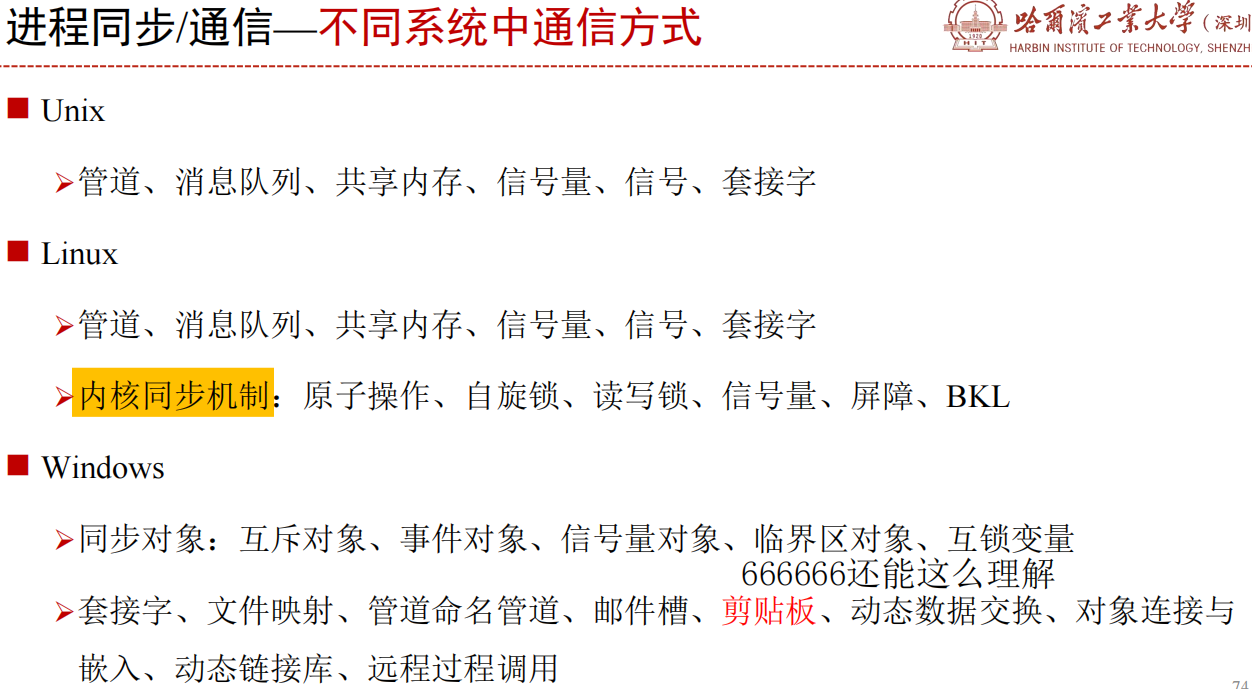 进程同步/通信—不同系统中通信方式
哈爾濱工業大學(深圳
HARBIN INSTITUTE OF TECHNOLOGY, SHENZH
1920
HIT
Unix
管道、消息队列、共享内存、信号量、信号、套接字
Linux
管道、消息队列、共享内存、信号量、信号、套接字
内核同步机制：原子操作、自旋锁、读写锁、信号量、屏障、BKL
Windows
同步对象：互斥对象、事件对象、信号量对象、临界区对象、互锁变量
666666还能这么理解
套接字、文件映射、管道命名管道、邮件槽、剪贴板、动态数据交换、对象连接与
嵌入、动态链接库、远程过程调用
74